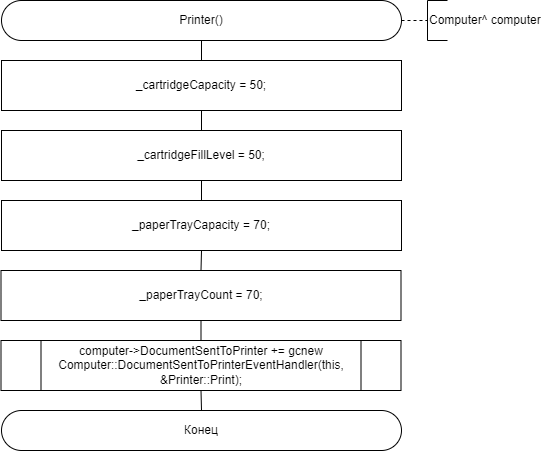 Printer()
Computer^ computer
_cartridgeCapacity = 50;
_cartridgeFillLevel = 50;
_paperTrayCapacity = 70;
_paperTrayCount = 70;
computer->DocumentSentToPrinter += gcnew
Computer::DocumentSentToPrinterEventHandler(this,
&Printer::Print);
Конец